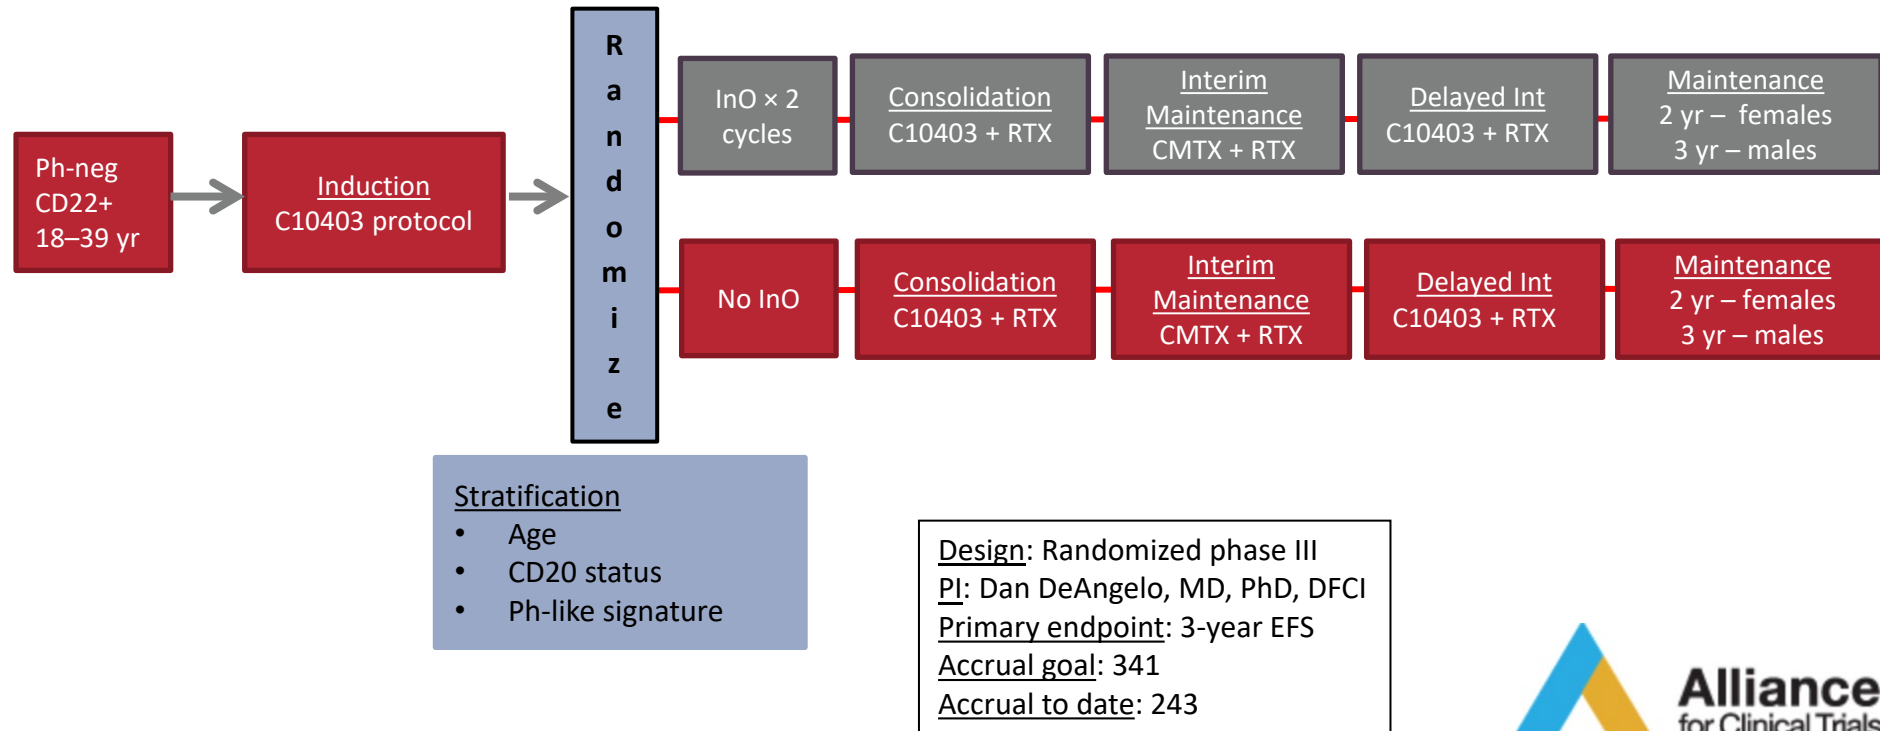 Ph-neg
CD22+
18–39 yr
Induction
C10403 protocol
R
a
n
d
o
m
i
z
e
InO × 2
cycles
Consolidation
C10403 + RTX
Interim
Maintenance
CMTX + RTX
Delayed Int
C10403 + RTX
Maintenance
2 yr – females
3 yr – males
No InO
Consolidation
C10403 + RTX
Interim
Maintenance
CMTX + RTX
Delayed Int
C10403 + RTX
Maintenance
2 yr – females
3 yr – males
Stratification
• Age
• CD20 status
• Ph-like signature
Design: Randomized phase III
PI: Dan DeAngelo, MD, PhD, DFCI
Primary endpoint: 3-year EFS
Accrual goal: 341
Accrual to date: 243
Alliance
for Clinical Trials